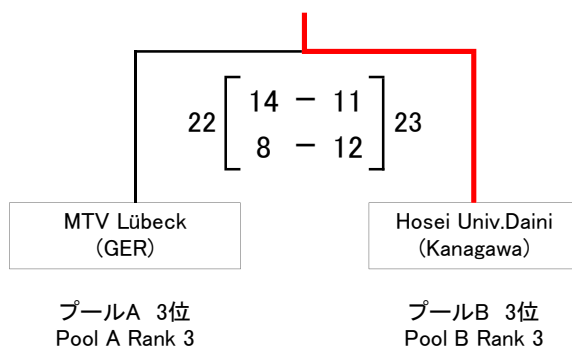 14 － 11
22 23
8 － 12
MTV Lübeck Hosei Univ.Daini
(GER) (Kanagawa)
プールA 3位 プールB 3位
Pool A Rank 3 Pool B Rank 3